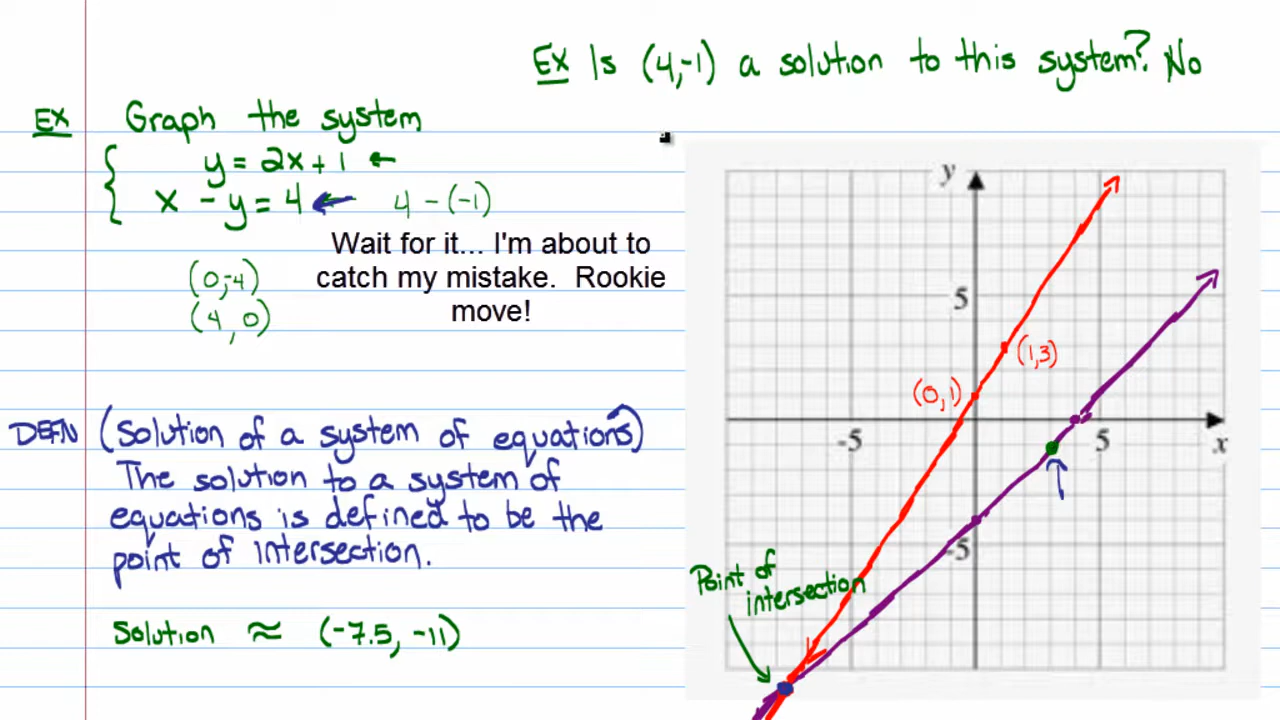 EX Is (4,-1) a solution to this system? No
EX Graph the system
y = 2x + 1 ←
x - y = 4 ← 4 - (-1)
Wait for it... I'm about to
catch my mistake. Rookie
move!
(0,-4)
(4, 0)
DEFN (Solution of a system of equations)
The solution to a system of
equations is defined to be the
point of intersection.
Solution ≈ (-7.5, -11)
y
5
(1,3)
(0,1)
-5
5
x
-5
Point of
intersection